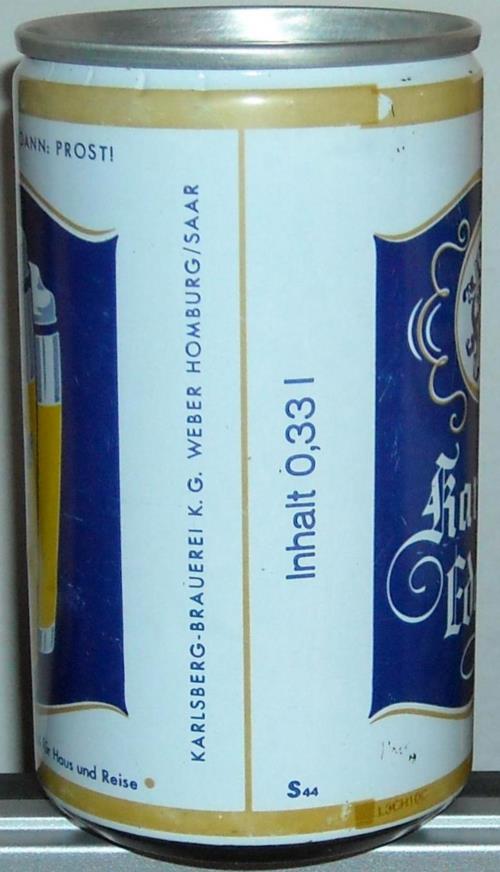 DANN: PROST!
KARLSBERG-BRAUEREI K.G. WEBER HOMBURG/SAAR
Inhalt 0,33 l
für Haus und Reise
S44